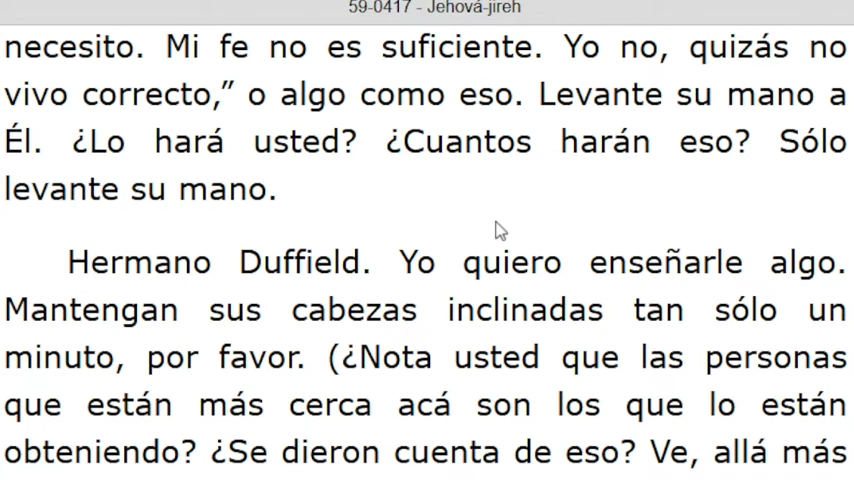 59-0417 - Jehová-jireh
necesito. Mi fe no es suficiente. Yo no, quizás no
vivo correcto,” o algo como eso. Levante su mano a
Él. ¿Lo hará usted? ¿Cuantos harán eso? Sólo
levante su mano.
Hermano Duffield. Yo quiero enseñarle algo.
Mantengan sus cabezas inclinadas tan sólo un
minuto, por favor. (¿Nota usted que las personas
que están más cerca acá son los que lo están
obteniendo? ¿Se dieron cuenta de eso? Ve, allá más